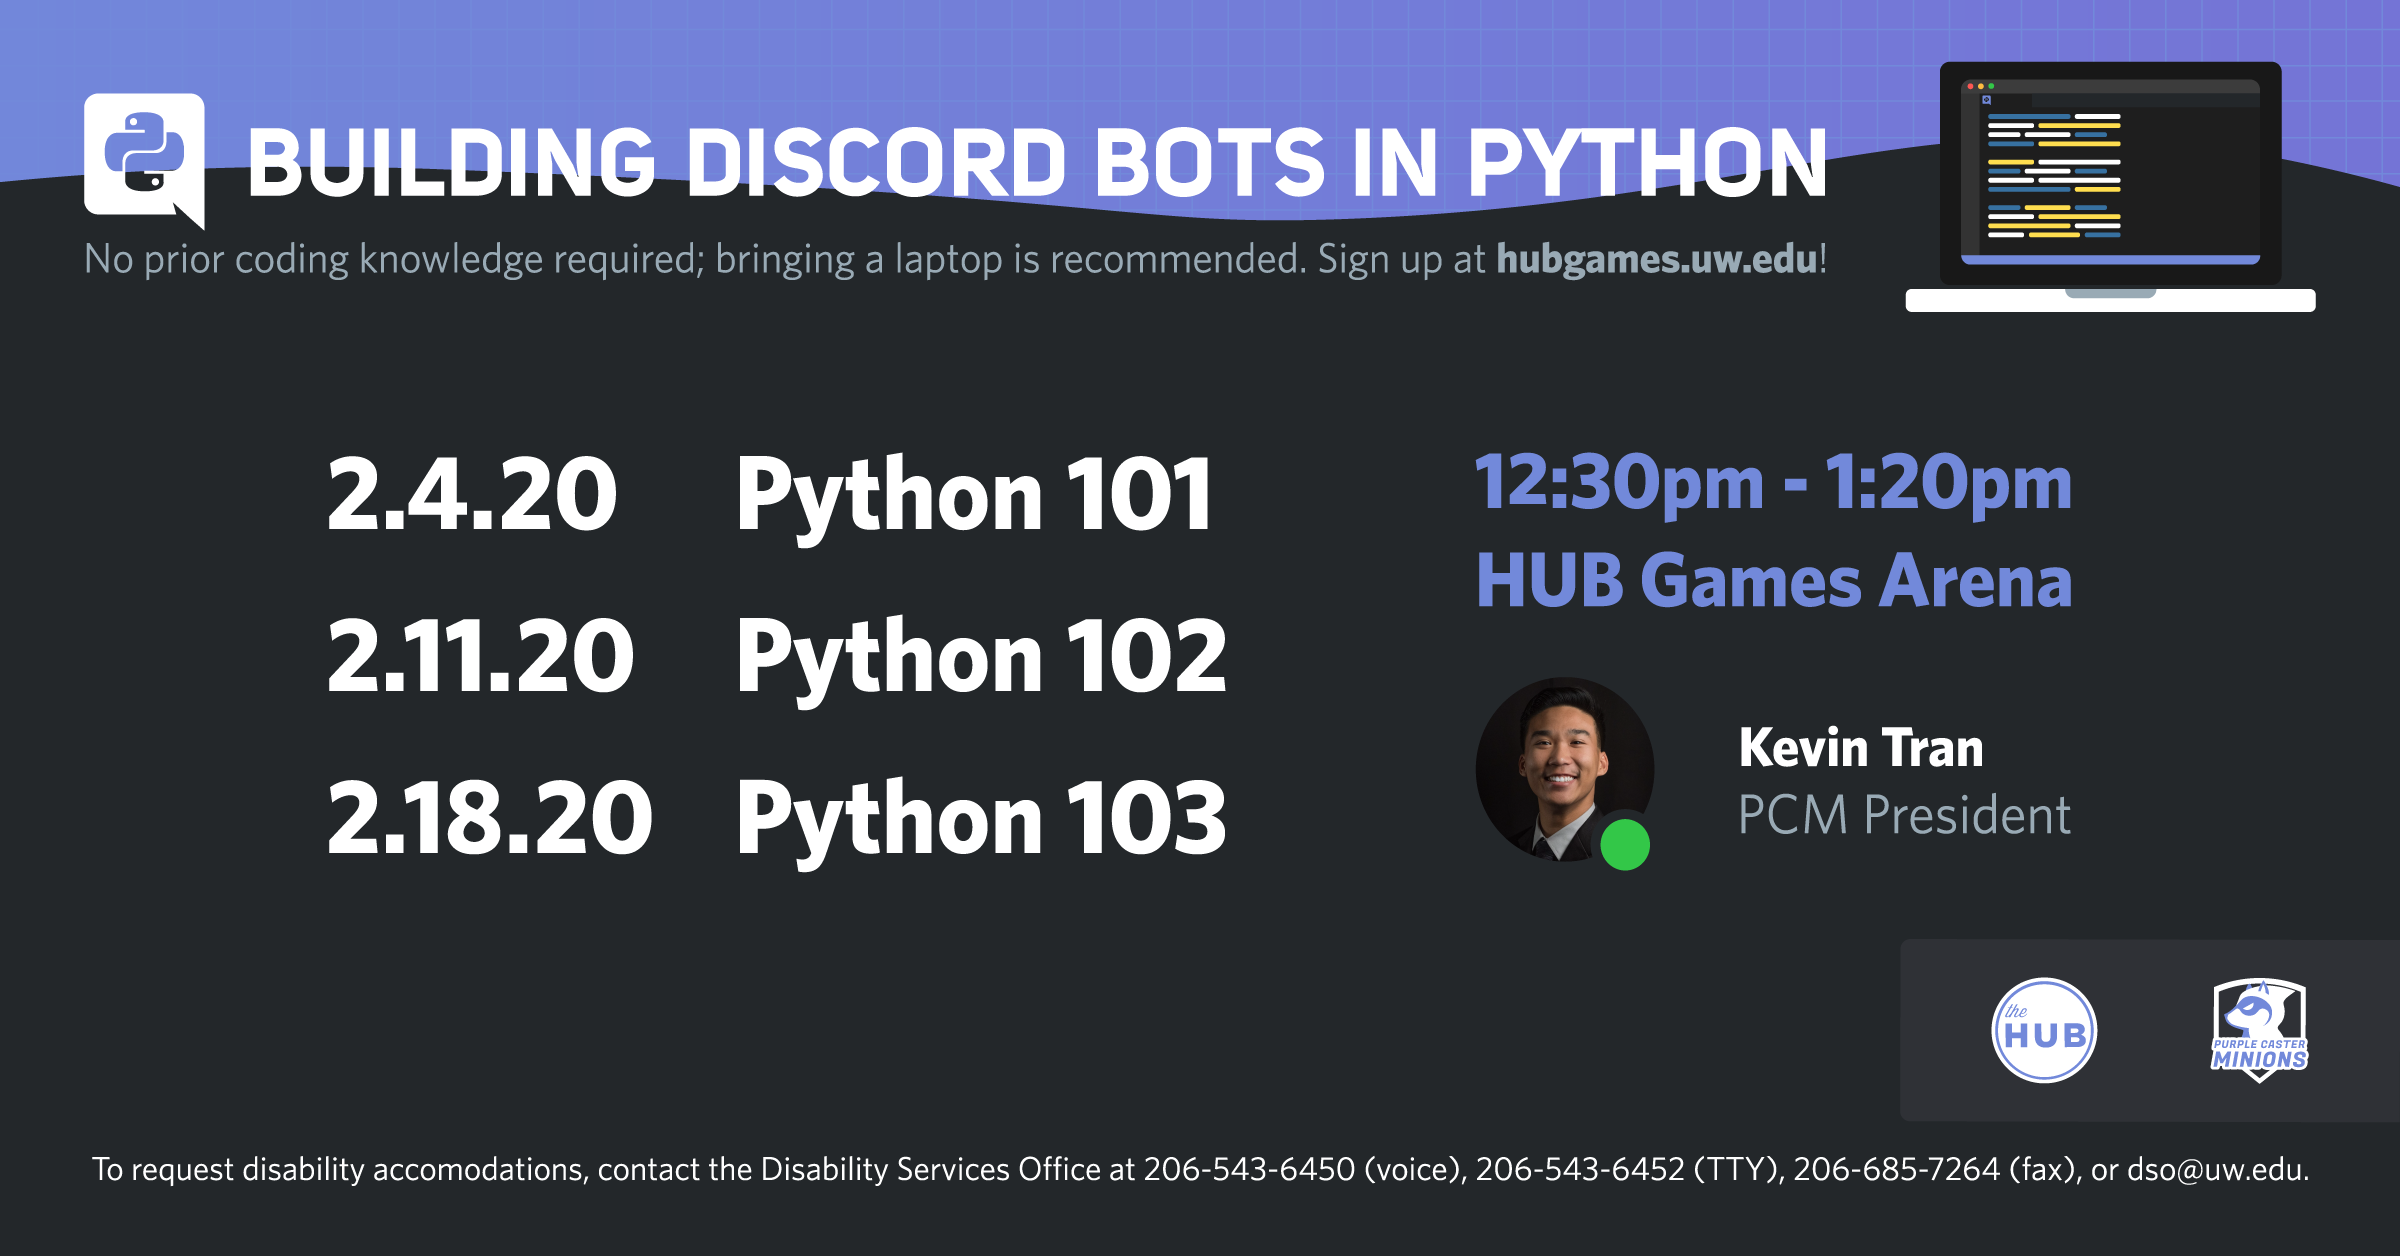 BUILDING DISCORD BOTS IN PYTHON
No prior coding knowledge required; bringing a laptop is recommended. Sign up at hubgames.uw.edu!
2.4.20 Python 101
2.11.20 Python 102
2.18.20 Python 103
12:30pm - 1:20pm
HUB Games Arena
Kevin Tran
PCM President
the
HUB
PURPLE CASTER
MINIONS
To request disability accomodations, contact the Disability Services Office at 206-543-6450 (voice), 206-543-6452 (TTY), 206-685-7264 (fax), or dso@uw.edu.